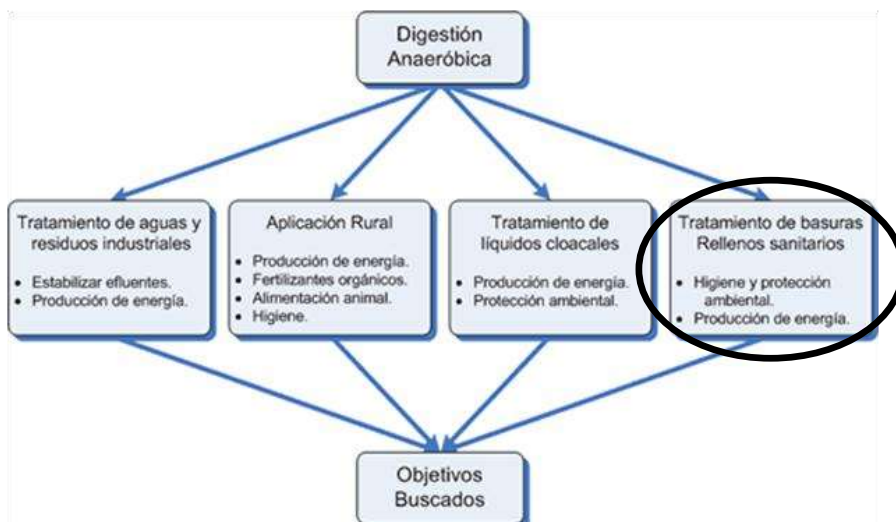 Digestión
Anaeróbica
Tratamiento de aguas y
residuos industriales
• Estabilizar efluentes.
• Producción de energía.
Aplicación Rural
• Producción de energía.
• Fertilizantes orgánicos.
• Alimentación animal.
• Higiene.
Tratamiento de
líquidos cloacales
• Producción de energía.
• Protección ambiental.
Tratamiento de basuras
Rellenos sanitarios
• Higiene y protección
ambiental.
• Producción de energía.
Objetivos
Buscados